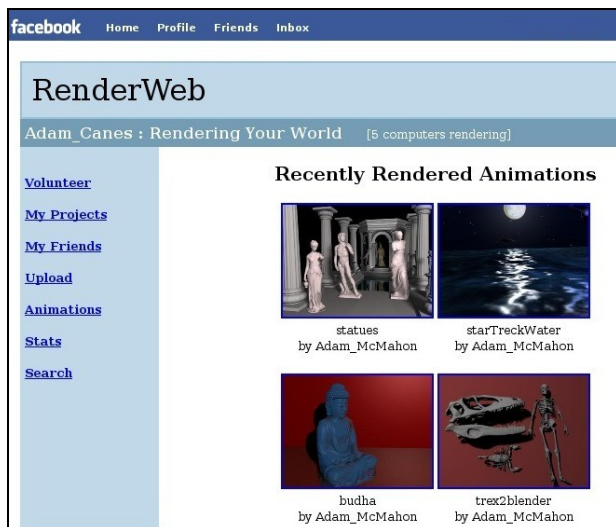 facebook Home Profile Friends Inbox
RenderWeb
Adam_Canes : Rendering Your World [5 computers rendering]
Volunteer
My Projects
My Friends
Upload
Animations
Stats
Search
Recently Rendered Animations
statues
by Adam_McMahon
starTreckWater
by Adam_McMahon
budha
by Adam_McMahon
trex2blender
by Adam_McMahon